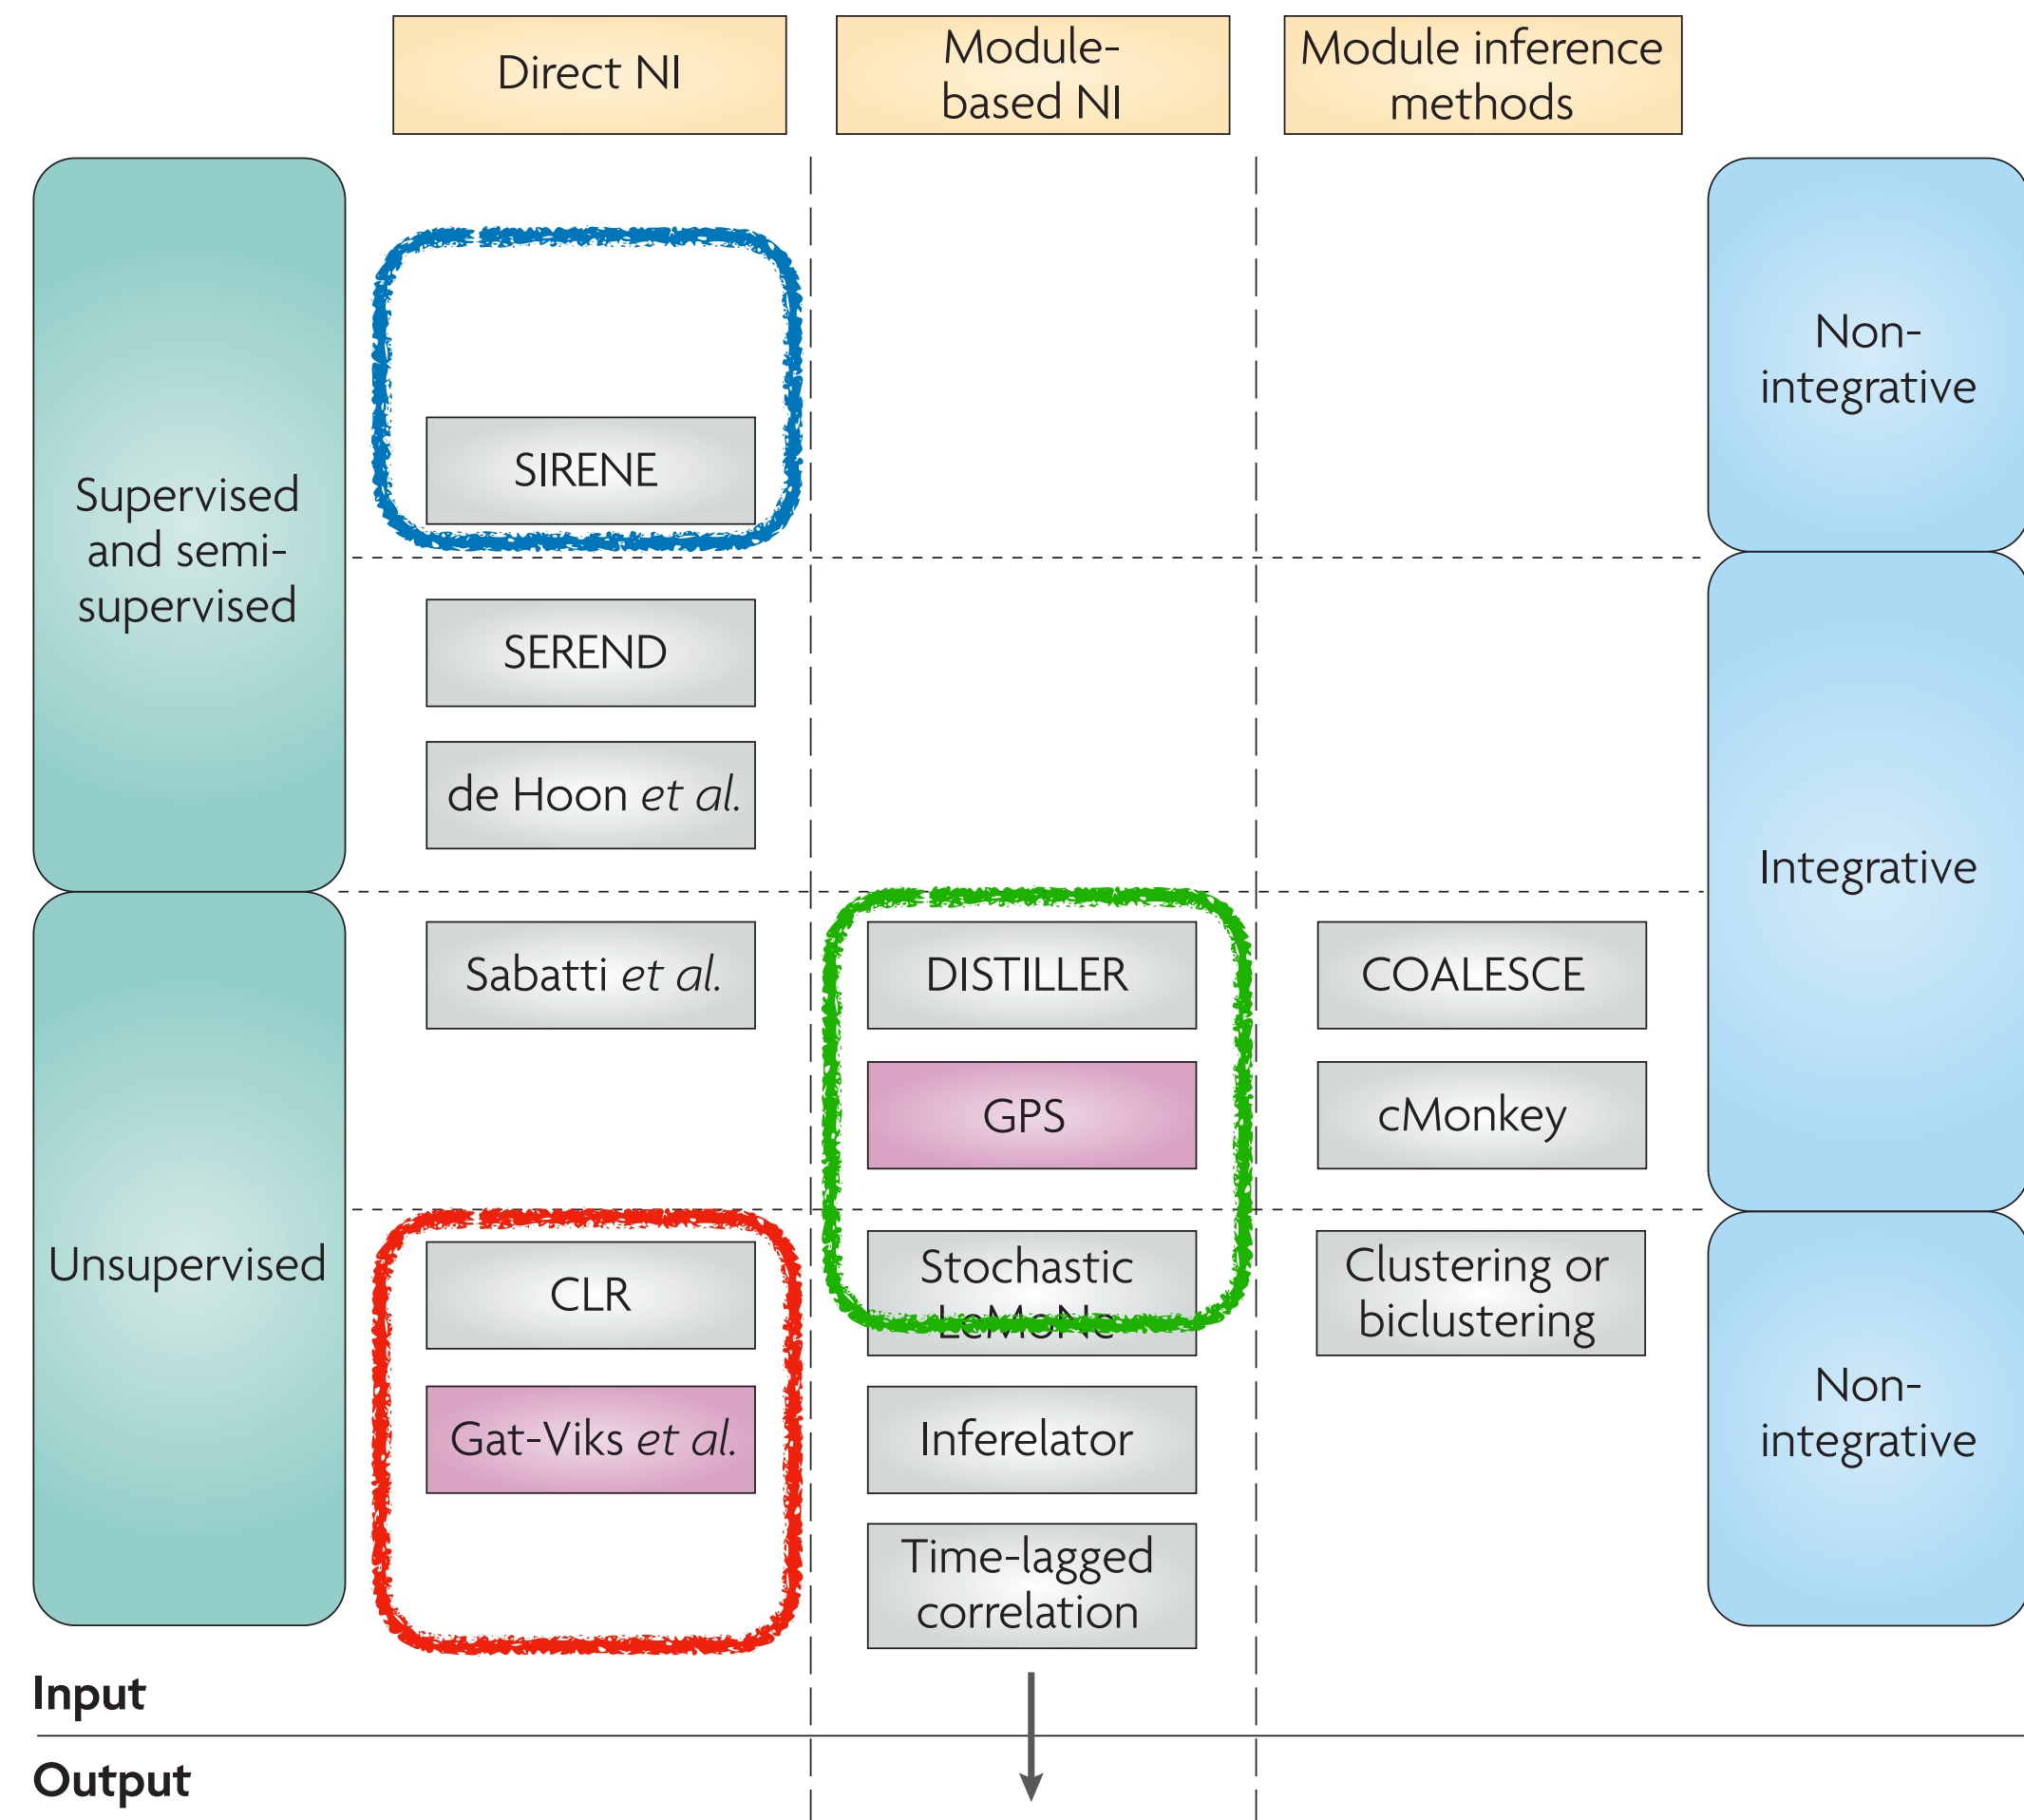 Direct NI
Module-
based NI
Module inference
methods
Supervised
and semi-
supervised
Non-
integrative
SIRENE
SEREND
de Hoon et al.
Integrative
Unsupervised
Sabatti et al.
DISTILLER
COALESCE
GPS
cMonkey
CLR
Stochastic
LeMoNe
Clustering or
biclustering
Gat-Viks et al.
Inferelator
Non-
integrative
Time-lagged
correlation
Input
Output